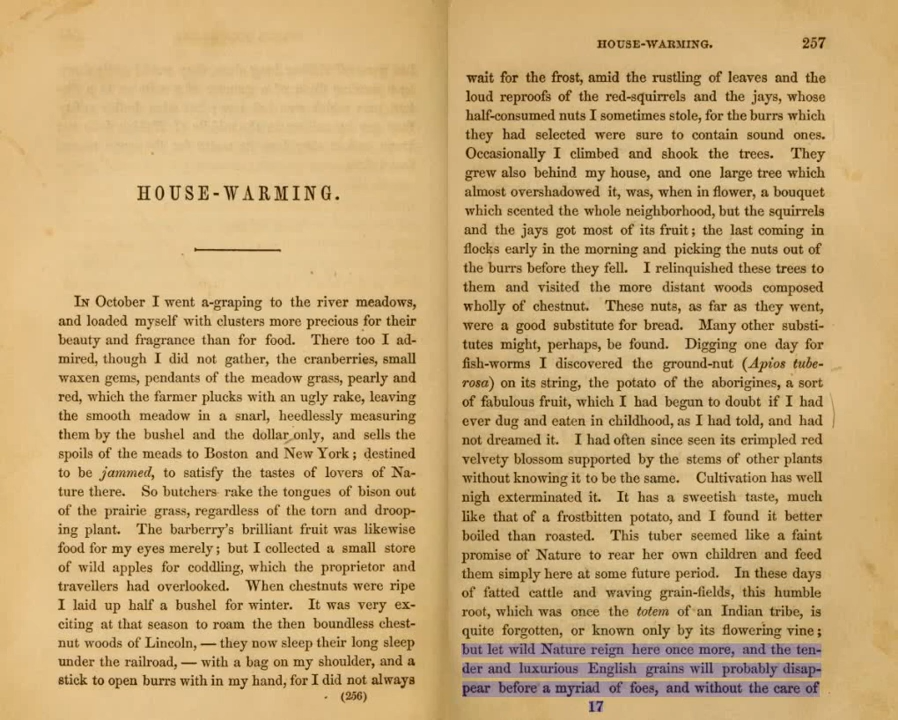 HOUSE-WARMING.
IN October I went a-graping to the river meadows,
and loaded myself with clusters more precious for their
beauty and fragrance than for food. There too I ad-
mired, though I did not gather, the cranberries, small
waxen gems, pendants of the meadow grass, pearly and
red, which the farmer plucks with an ugly rake, leaving
the smooth meadow in a snarl, heedlessly measuring
them by the bushel and the dollar only, and sells the
spoils of the meads to Boston and New York; destined
to be jammed, to satisfy the tastes of lovers of Na-
ture there. So butchers rake the tongues of bison out
of the prairie grass, regardless of the torn and droop-
ing plant. The barberry's brilliant fruit was likewise
food for my eyes merely; but I collected a small store
of wild apples for coddling, which the proprietor and
travellers had overlooked. When chestnuts were ripe
I laid up half a bushel for winter. It was very ex-
citing at that season to roam the then boundless chest-
nut woods of Lincoln, — they now sleep their long sleep
under the railroad, — with a bag on my shoulder, and a
stick to open burrs with in my hand, for I did not always
(256)
HOUSE-WARMING. 257
wait for the frost, amid the rustling of leaves and the
loud reproofs of the red-squirrels and the jays, whose
half-consumed nuts I sometimes stole, for the burrs which
they had selected were sure to contain sound ones.
Occasionally I climbed and shook the trees. They
grew also behind my house, and one large tree which
almost overshadowed it, was, when in flower, a bouquet
which scented the whole neighborhood, but the squirrels
and the jays got most of its fruit; the last coming in
flocks early in the morning and picking the nuts out of
the burrs before they fell. I relinquished these trees to
them and visited the more distant woods composed
wholly of chestnut. These nuts, as far as they went,
were a good substitute for bread. Many other substi-
tutes might, perhaps, be found. Digging one day for
fish-worms I discovered the ground-nut (Apios tube-
rosa) on its string, the potato of the aborigines, a sort
of fabulous fruit, which I had begun to doubt if I had
ever dug and eaten in childhood, as I had told, and had
not dreamed it. I had often since seen its crimpled red
velvety blossom supported by the stems of other plants
without knowing it to be the same. Cultivation has well
nigh exterminated it. It has a sweetish taste, much
like that of a frostbitten potato, and I found it better
boiled than roasted. This tuber seemed like a faint
promise of Nature to rear her own children and feed
them simply here at some future period. In these days
of fatted cattle and waving grain-fields, this humble
root, which was once the totem of an Indian tribe, is
quite forgotten, or known only by its flowering vine;
but let wild Nature reign here once more, and the ten-
der and luxurious English grains will probably disap-
pear before a myriad of foes, and without the care of
17